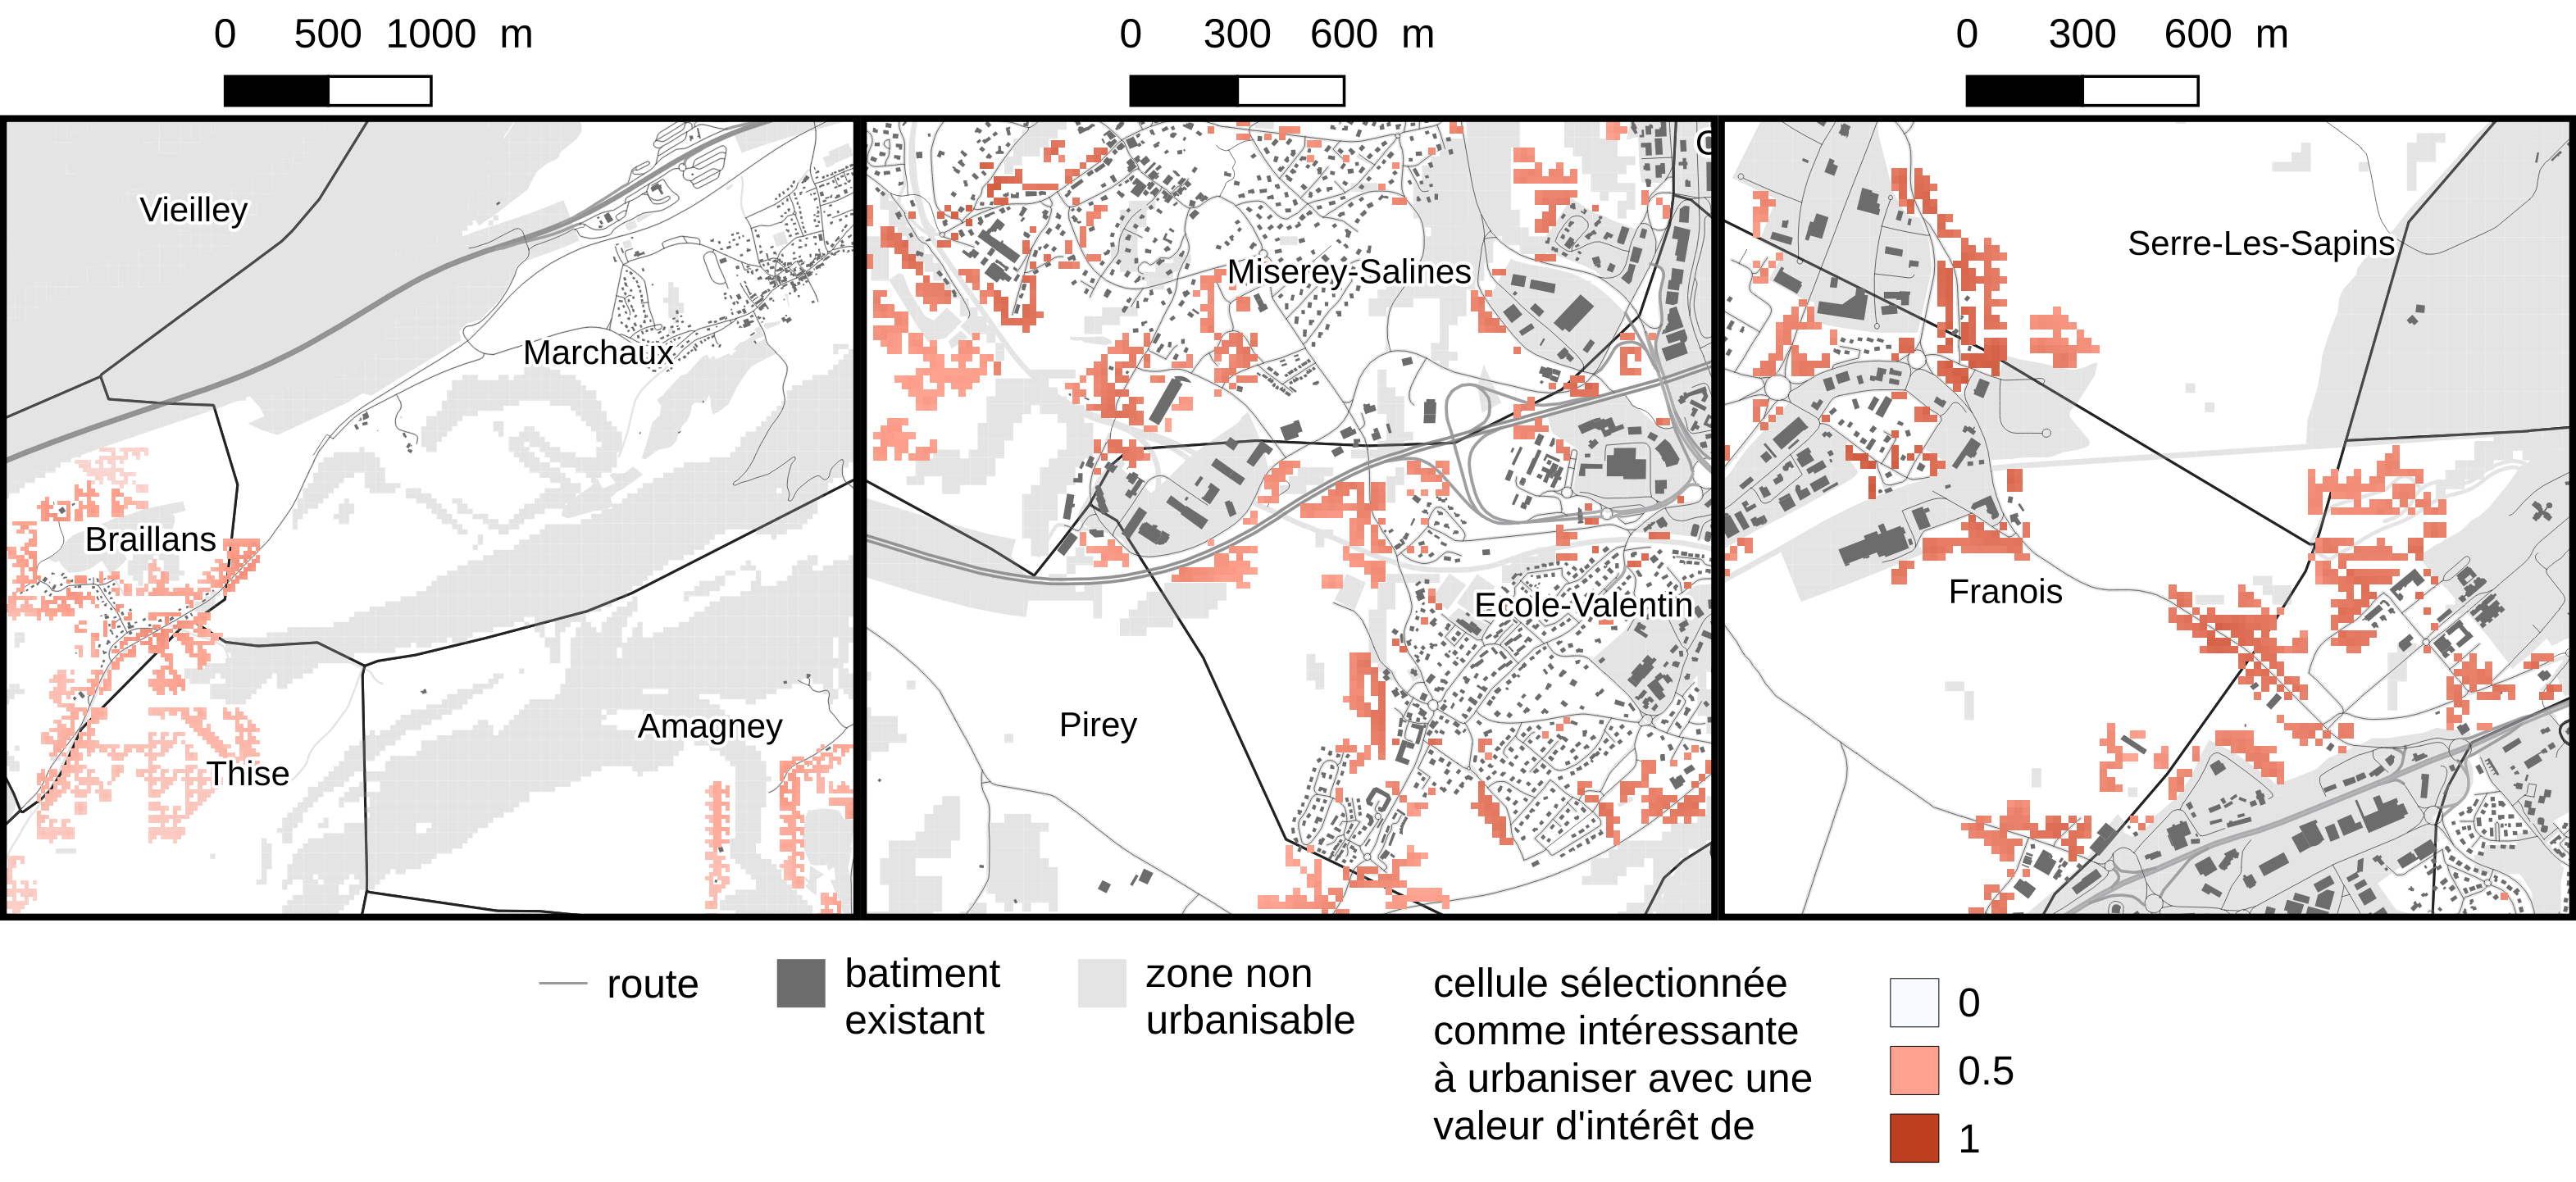 0 500 1000 m
0 300 600 m
0 300 600 m
Vieilley
Marchaux
Braillans
Amagney
Thise
Miserey-Salines
Ecole-Valentin
Pirey
Serre-Les-Sapins
Franois
route
batiment
existant
zone non
urbanisable
cellule sélectionnée
comme intéressante
à urbaniser avec une
valeur d'intérêt de
0
0.5
1